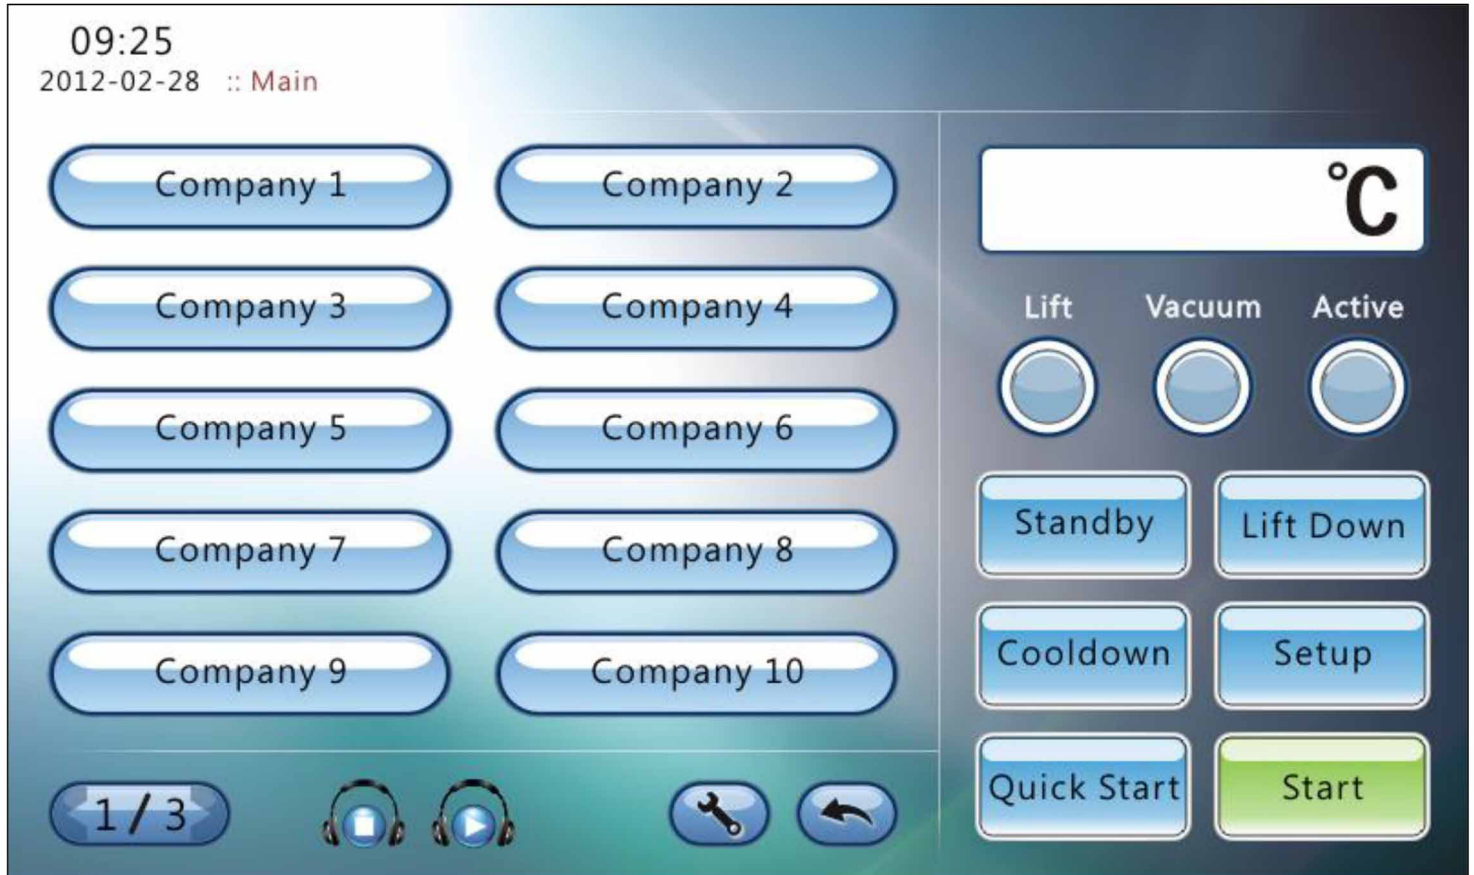 09:25
2012-02-28 :: Main
Company 1
Company 2
Company 3
Company 4
Company 5
Company 6
Company 7
Company 8
Company 9
Company 10
1/3
℃
Lift Vacuum Active
Standby
Lift Down
Cooldown
Setup
Quick Start
Start